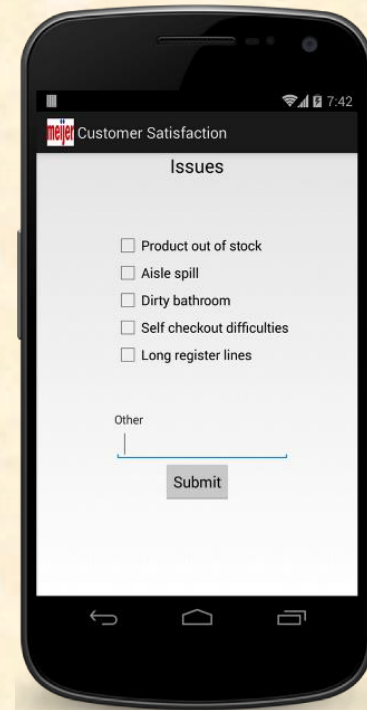 7:42
meijer Customer Satisfaction
Issues
Product out of stock
Aisle spill
Dirty bathroom
Self checkout difficulties
Long register lines
Other
Submit